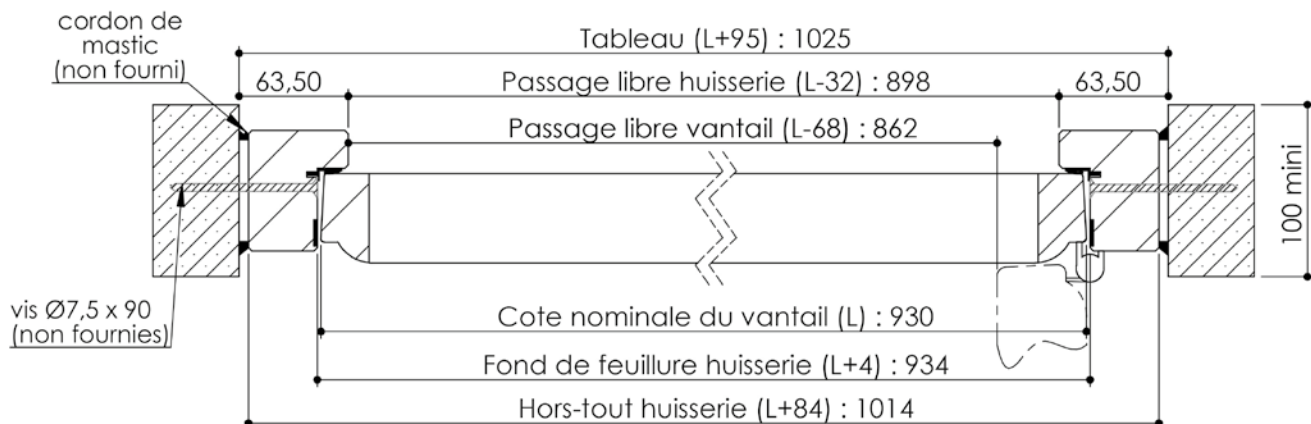 cordon de
mastic
(non fourni)
Tableau (L+95) : 1025
63,50
Passage libre huisserie (L-32) : 898
63,50
Passage libre vantail (L-68) : 862
100 mini
vis Ø7,5 x 90
(non fournies)
Cote nominale du vantail (L) : 930
Fond de feuillure huisserie (L+4) : 934
Hors-tout huisserie (L+84) : 1014